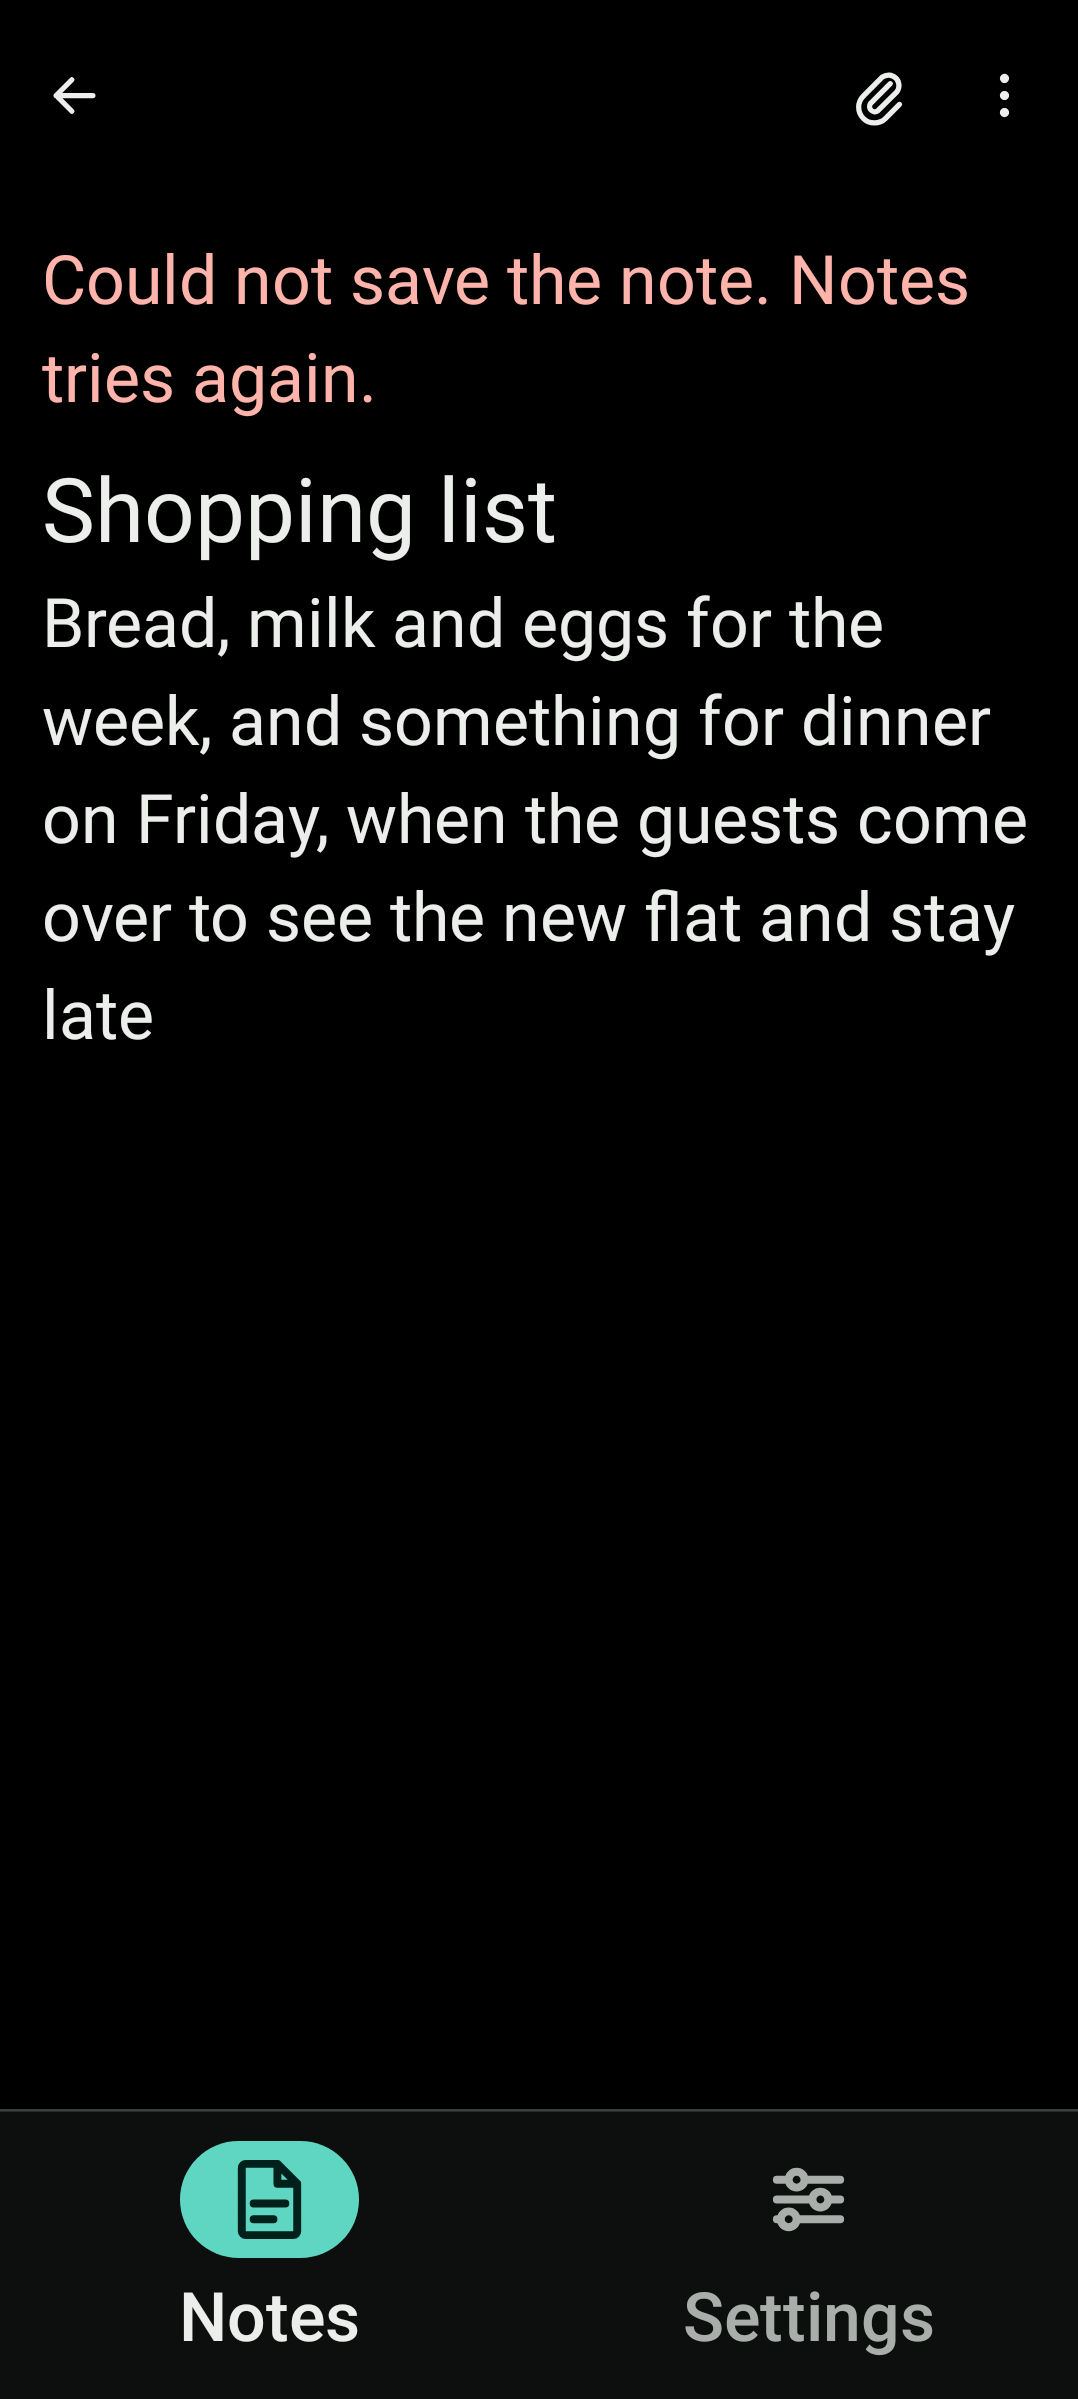 Could not save the note. Notes
tries again.
Shopping list
Bread, milk and eggs for the
week, and something for dinner
on Friday, when the guests come
over to see the new flat and stay
late
Notes
Settings